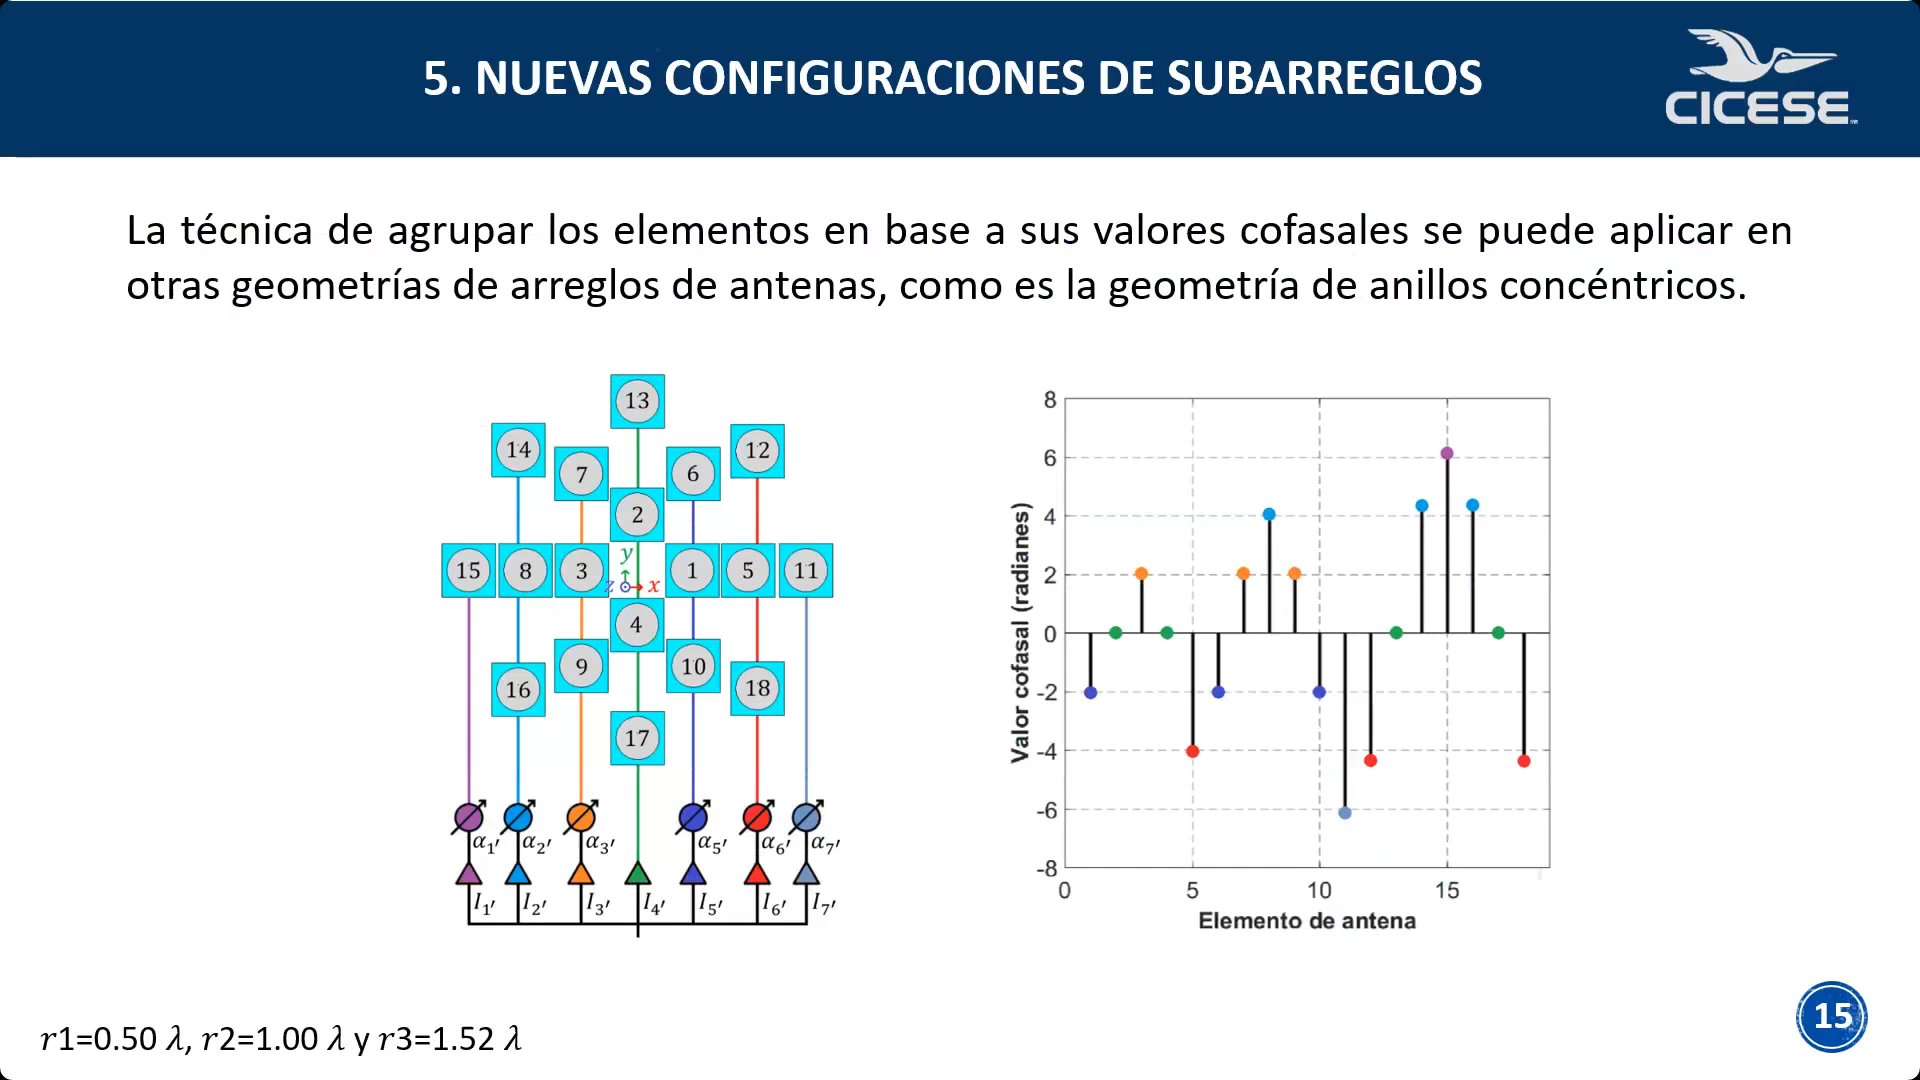 5. NUEVAS CONFIGURACIONES DE SUBARREGLOS
CICESE
La técnica de agrupar los elementos en base a sus valores cofasales se puede aplicar en
otras geometrías de arreglos de antenas, como es la geometría de anillos concéntricos.
13
14
12
7
6
2
y
15
8
3
z
x
1
5
11
4
9
10
16
18
17
α1′
α2′
α3′
α5′
α6′
α7′
I1′
I2′
I3′
I4′
I5′
I6′
I7′
8
6
4
2
0
-2
-4
-6
-8
Valor cofasal (radianes)
0
5
10
15
Elemento de antena
r1=0.50 λ, r2=1.00 λ y r3=1.52 λ
15